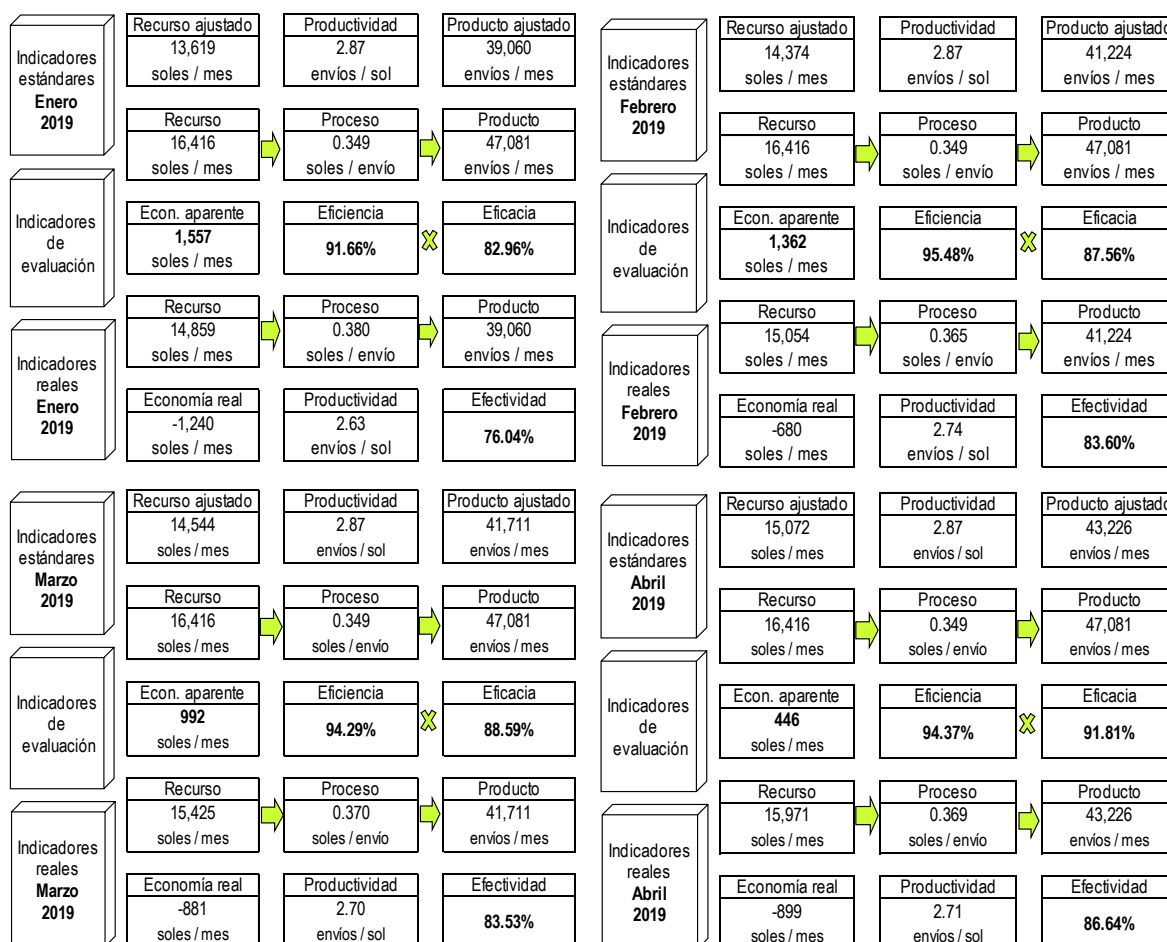 Indicadores
estándares
Enero
2019
Recurso ajustado
13,619
soles / mes
Productividad
2.87
envíos / sol
Producto ajustado
39,060
envíos / mes
Recurso
16,416
soles / mes
Proceso
0.349
soles / envío
Producto
47,081
envíos / mes
Indicadores
de
evaluación
Econ. aparente
1,557
soles / mes
Eficiencia
91.66%
Eficacia
82.96%
Indicadores
reales
Enero
2019
Recurso
14,859
soles / mes
Proceso
0.380
soles / envío
Producto
39,060
envíos / mes
Economía real
-1,240
soles / mes
Productividad
2.63
envíos / sol
Efectividad
76.04%
Indicadores
estándares
Febrero
2019
Recurso ajustado
14,374
soles / mes
Productividad
2.87
envíos / sol
Producto ajustado
41,224
envíos / mes
Recurso
16,416
soles / mes
Proceso
0.349
soles / envío
Producto
47,081
envíos / mes
Indicadores
de
evaluación
Econ. aparente
1,362
soles / mes
Eficiencia
95.48%
Eficacia
87.56%
Indicadores
reales
Febrero
2019
Recurso
15,054
soles / mes
Proceso
0.365
soles / envío
Producto
41,224
envíos / mes
Economía real
-680
soles / mes
Productividad
2.74
envíos / sol
Efectividad
83.60%
Indicadores
estándares
Marzo
2019
Recurso ajustado
14,544
soles / mes
Productividad
2.87
envíos / sol
Producto ajustado
41,711
envíos / mes
Recurso
16,416
soles / mes
Proceso
0.349
soles / envío
Producto
47,081
envíos / mes
Indicadores
de
evaluación
Econ. aparente
992
soles / mes
Eficiencia
94.29%
Eficacia
88.59%
Indicadores
reales
Marzo
2019
Recurso
15,425
soles / mes
Proceso
0.370
soles / envío
Producto
41,711
envíos / mes
Economía real
-881
soles / mes
Productividad
2.70
envíos / sol
Efectividad
83.53%
Indicadores
estándares
Abril
2019
Recurso ajustado
15,072
soles / mes
Productividad
2.87
envíos / sol
Producto ajustado
43,226
envíos / mes
Recurso
16,416
soles / mes
Proceso
0.349
soles / envío
Producto
47,081
envíos / mes
Indicadores
de
evaluación
Econ. aparente
446
soles / mes
Eficiencia
94.37%
Eficacia
91.81%
Indicadores
reales
Abril
2019
Recurso
15,971
soles / mes
Proceso
0.369
soles / envío
Producto
43,226
envíos / mes
Economía real
-899
soles / mes
Productividad
2.71
envíos / sol
Efectividad
86.64%